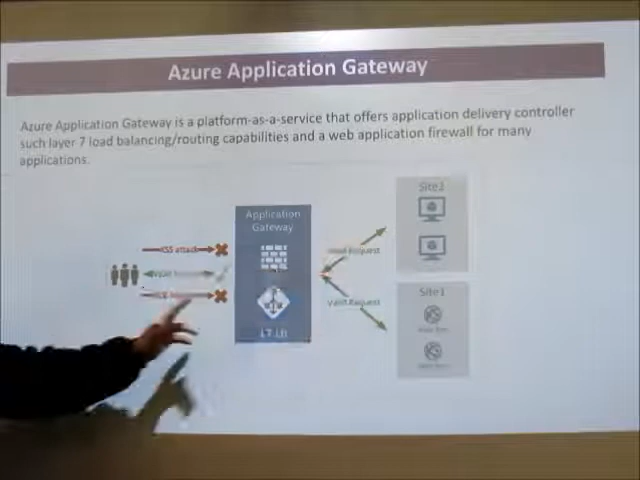 Azure Application Gateway
Azure Application Gateway is a platform-as-a-service that offers application delivery controller
such layer 7 load balancing/routing capabilities and a web application firewall for many
applications.
Site2
Application
Gateway
XSS attack
Valid Request
Site1
Valid Request
L7 LB